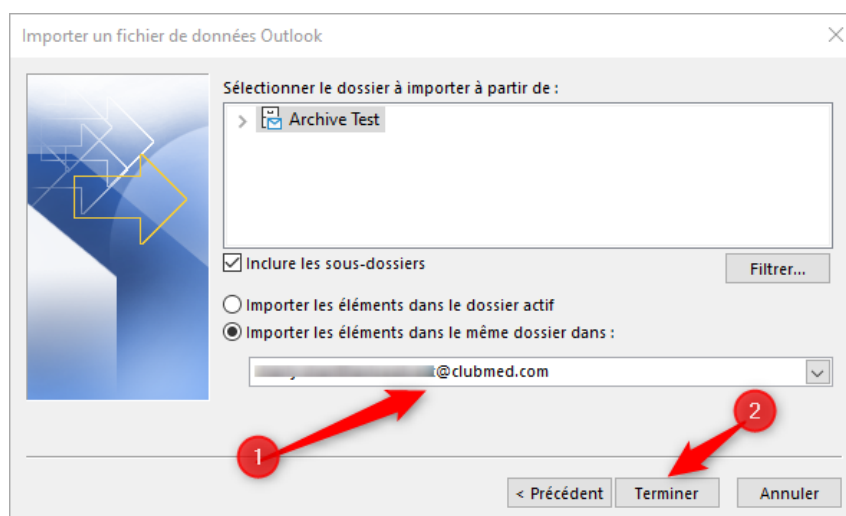 Importer un fichier de données Outlook
Sélectionner le dossier à importer à partir de :
Archive Test
Inclure les sous-dossiers
Filtrer...
Importer les éléments dans le dossier actif
Importer les éléments dans le même dossier dans :
@clubmed.com
1
2
< Précédent Terminer Annuler